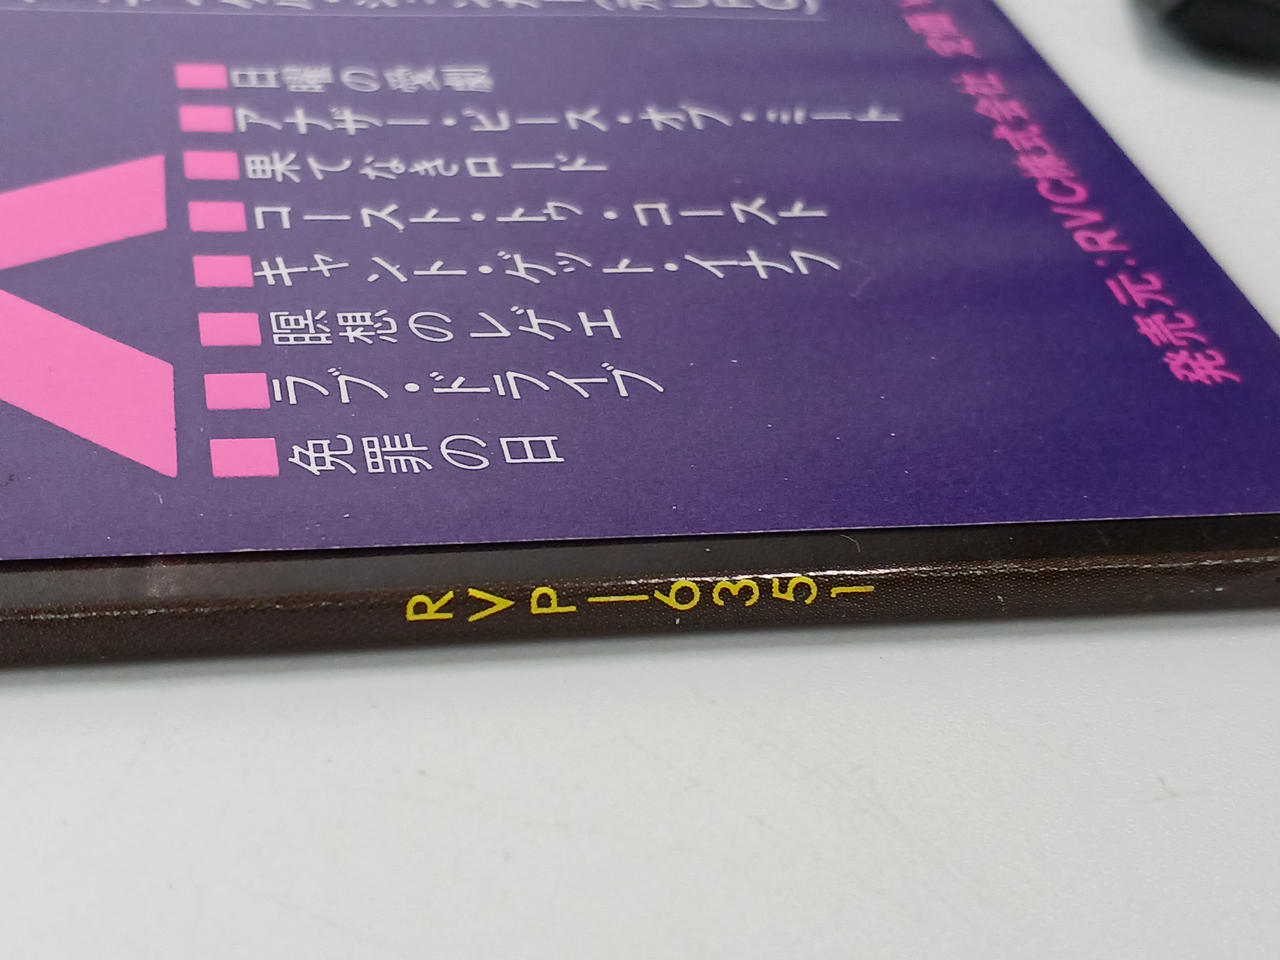 日曜の
アナザー・ピース・オブ・ミート
果てなきロード
コースト・トゥ・コースト
キャント・ゲット・イナフ
瞑想のレゲエ
ラブ・ドライブ
免罪の日
発売元:RVC株式会社
RVP-6351